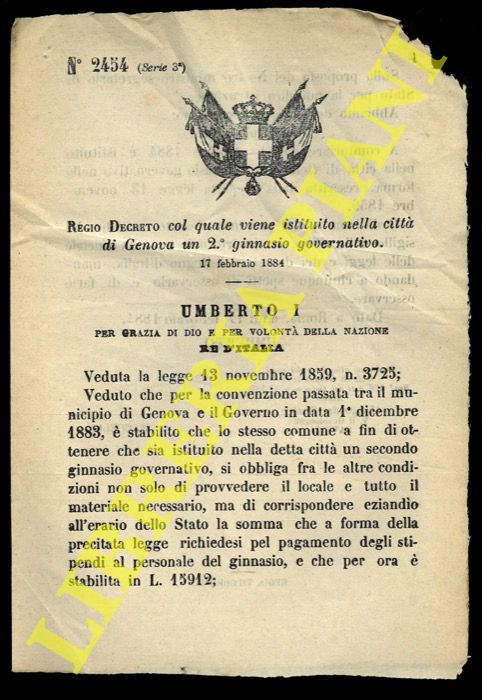 1
N° 2454 (Serie 3ª)
REGIO DECRETO col quale viene istituito nella città
di Genova un 2.° ginnasio governativo.
17 febbraio 1884
UMBERTO I
PER GRAZIA DI DIO E PER VOLONTÀ DELLA NAZIONE
RE D'ITALIA
Veduta la legge 13 novembre 1859, n. 3725;
Veduto che per la convenzione passata tra il mu-
nicipio di Genova e il Governo in data 1° dicembre
1883, è stabilito che lo stesso comune a fin di ot-
tenere che sia istituito nella detta città un secondo
ginnasio governativo, si obbliga fra le altre condi-
zioni non solo di provvedere il locale e tutto il
materiale necessario, ma di corrispondere eziandìo
all'erario dello Stato la somma che a forma della
precitata legge richiedesi pel pagamento degli sti-
pendi al personale del ginnasio, e che per ora è
stabilita in L. 15912;
LIBRERIA PIANI